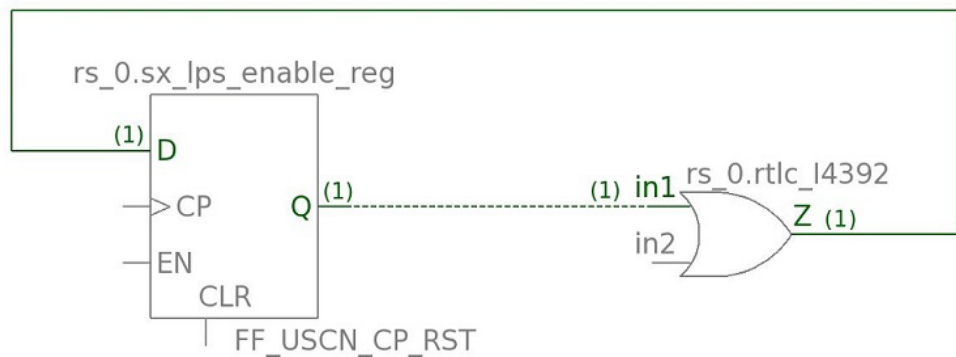 rs_0.sx_lps_enable_reg
(1)
D
CP
EN
CLR
Q
(1)
FF_USCN_CP_RST
(1)
in1
in2
rs_0.rtlc_I4392
Z
(1)